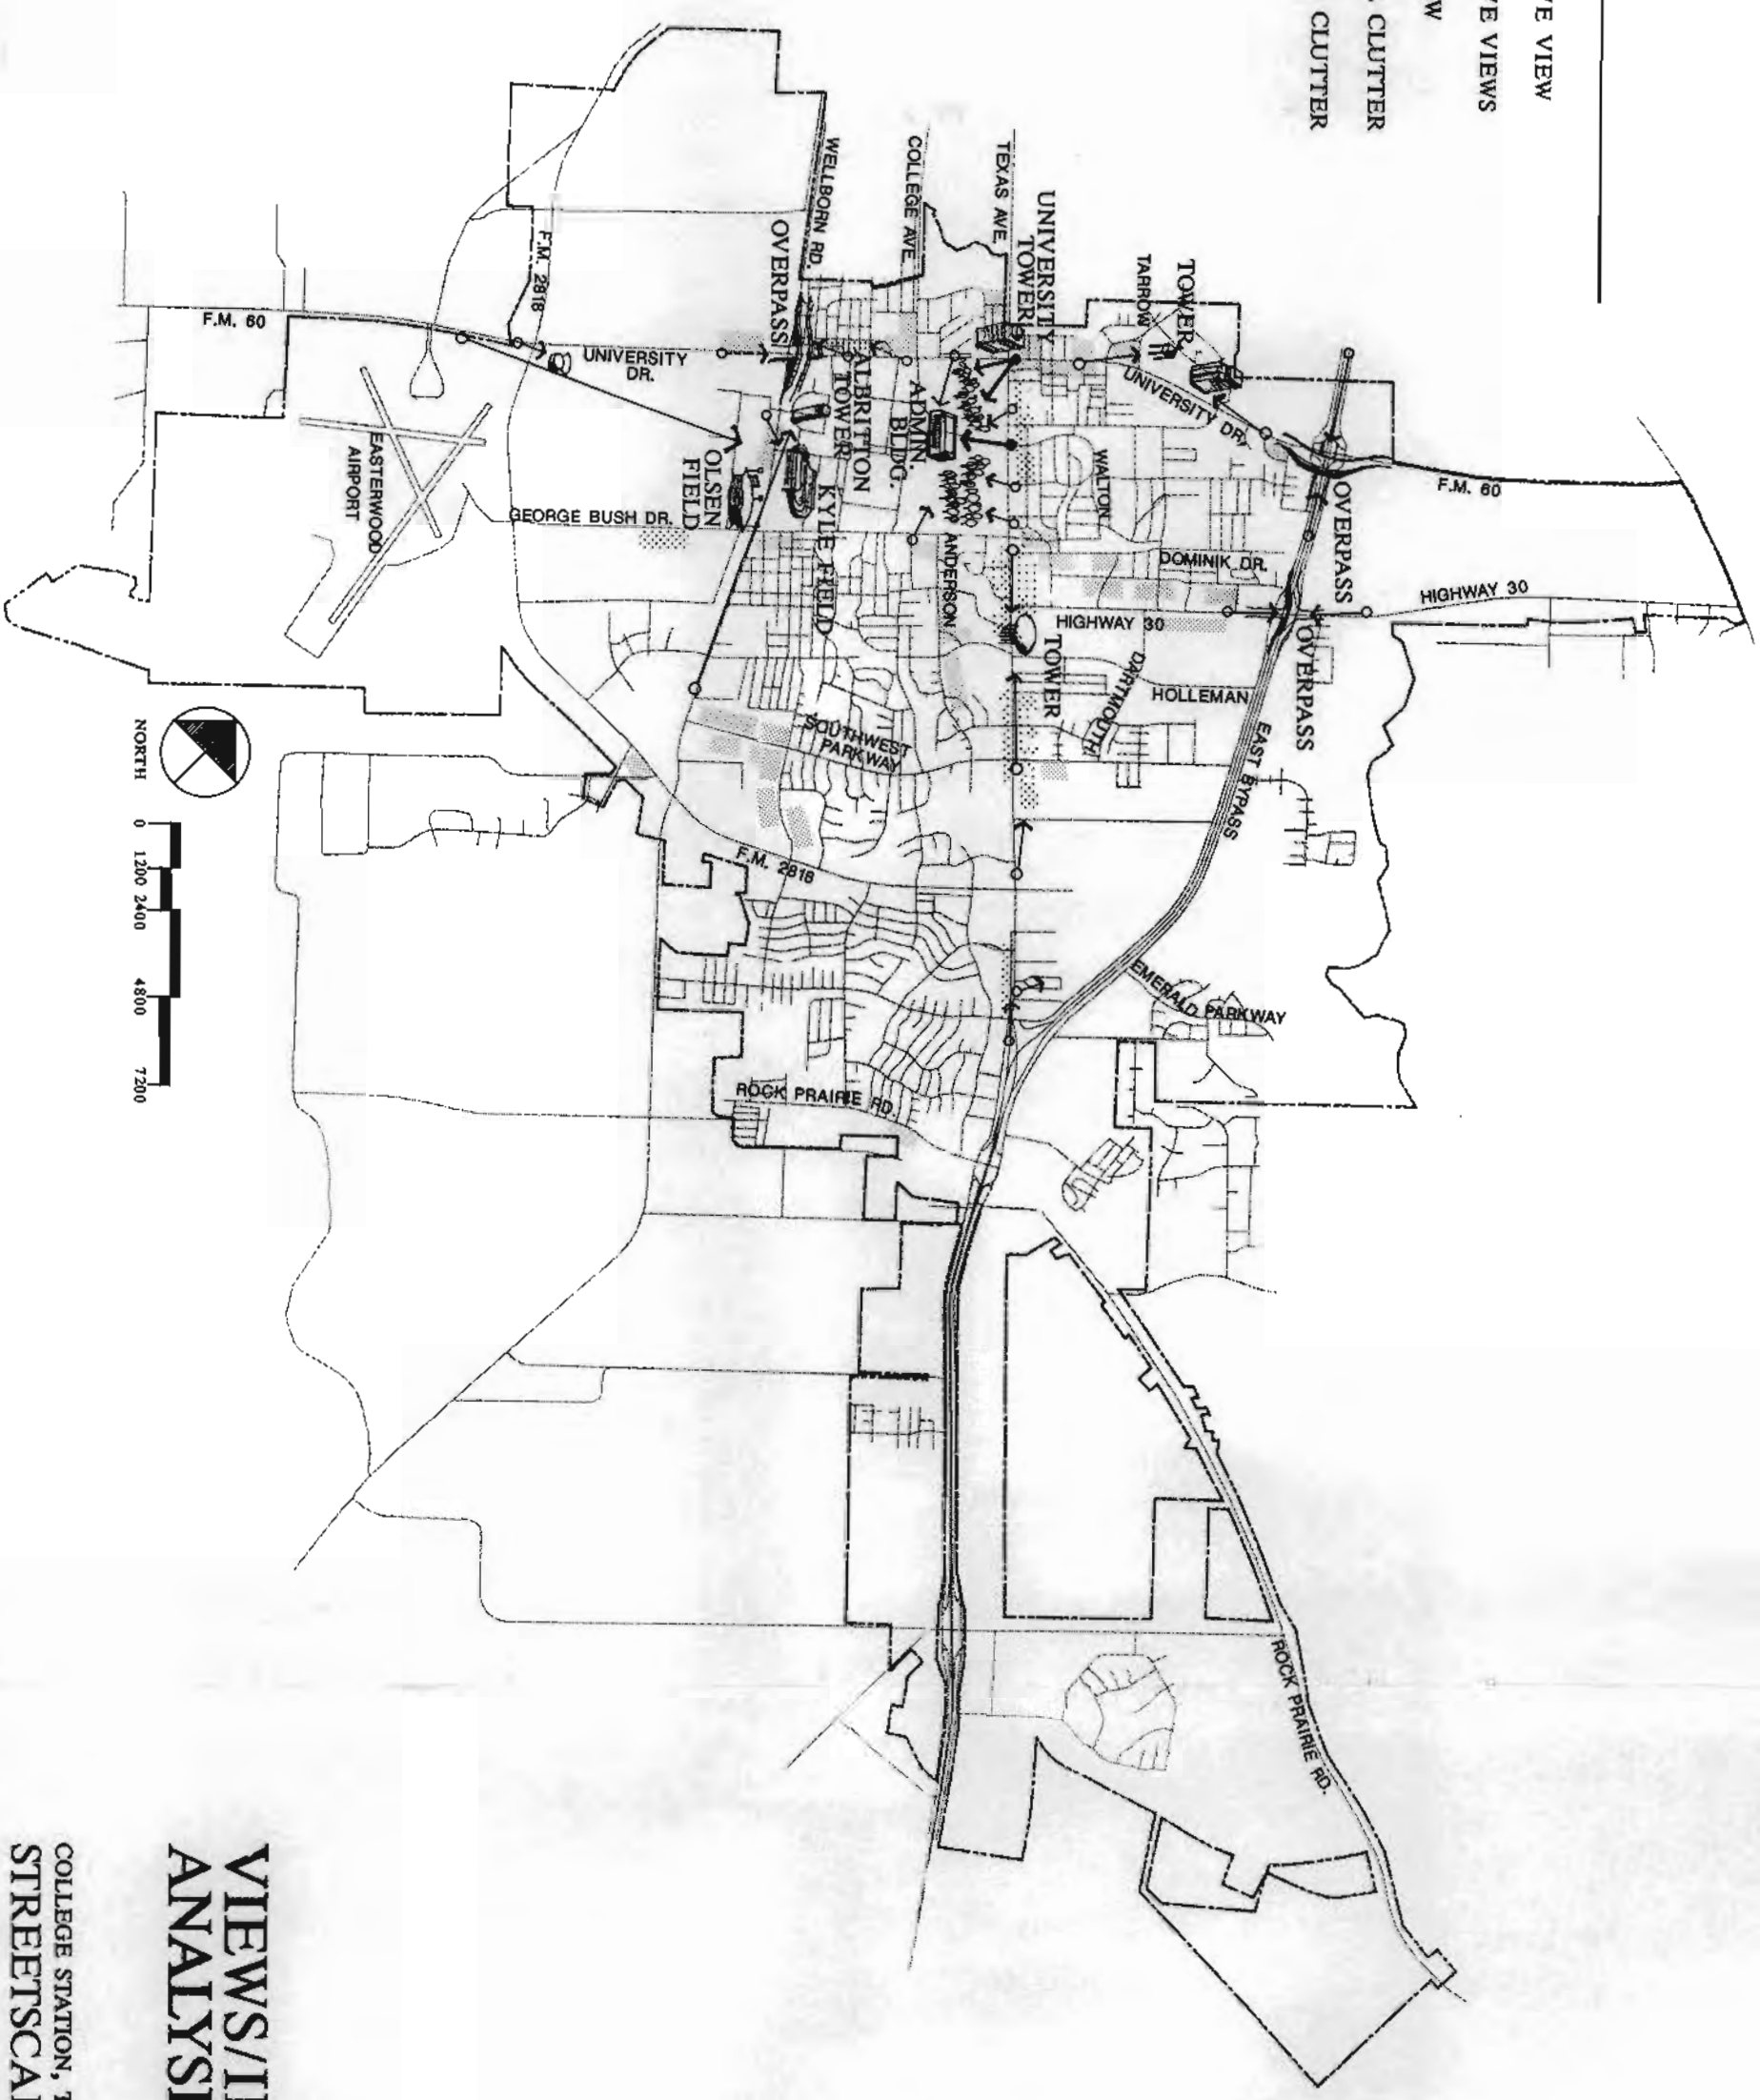 VE VIEW
VE VIEWS
W
CLUTTER
CLUTTER
WELLBORN RD.
COLLEGE AVE
TEXAS AVE.
UNIVERSITY
TOWER
TARROW
TOWER
OVERPASS
F.M. 2818
F.M. 60
UNIVERSITY
DR.
ALBRITTON
TOWER
ADMIN.
BLDG.
UNIVERSITY DR.
WALTON
OVERPASS
F.M. 60
EASTERWOOD
AIRPORT
OLSEN
FIELD
GEORGE BUSH DR.
KYLE FIELD
ANDERSON
DOMINIK DR.
HIGHWAY 30
HIGHWAY 30
OVERPASS
TOWER
DARTMOUTH
HOLLEMAN
EAST BYPASS
SOUTHWEST
PARKWAY
NORTH
0 1200 2400 4800 7200
F.M. 2818
EMERALD PARKWAY
ROCK PRAIRIE RD.
ROCK PRAIRIE RD.
VIEWS/
ANALYSI
COLLEGE STATION,
STREETSCA